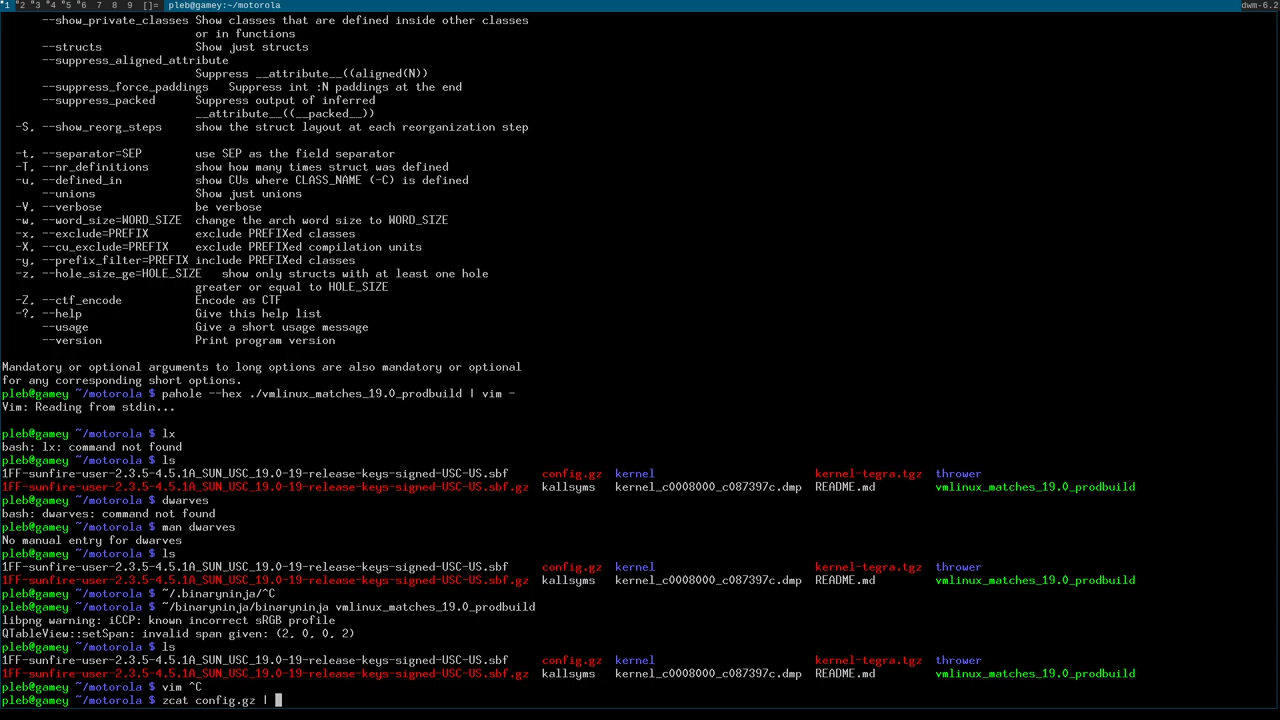 1 2 3 4 5 6 7 8 9 []= pleb@gamey:~/motorola dwm-6.2
--show_private_classes Show classes that are defined inside other classes
or in functions
--structs Show just structs
--suppress_aligned_attribute
Suppress __attribute__((aligned(N))
--suppress_force_paddings Suppress int :N paddings at the end
--suppress_packed Suppress output of inferred
__attribute__((__packed__))
-S, --show_reorg_steps show the struct layout at each reorganization step
-t, --separator=SEP use SEP as the field separator
-T, --nr_definitions show how many times struct was defined
-u, --defined_in show CUs where CLASS_NAME (-C) is defined
--unions Show just unions
-V, --verbose be verbose
-w, --word_size=WORD_SIZE change the arch word size to WORD_SIZE
-x, --exclude=PREFIX exclude PREFIXed classes
-X, --cu_exclude=PREFIX exclude PREFIXed compilation units
-y, --prefix_filter=PREFIX include PREFIXed classes
-z, --hole_size_ge=HOLE_SIZE show only structs with at least one hole
greater or equal to HOLE_SIZE
-Z, --ctf_encode Encode as CTF
-?, --help Give this help list
--usage Give a short usage message
--version Print program version
Mandatory or optional arguments to long options are also mandatory or optional
for any corresponding short options.
pleb@gamey ~/motorola $ pahole --hex ./vmlinux_matches_19.0_prodbuild | vim -
Vim: Reading from stdin...
pleb@gamey ~/motorola $ lx
bash: lx: command not found
pleb@gamey ~/motorola $ ls
1FF-sunfire-user-2.3.5-4.5.1A_SUN_USC_19.0-19-release-keys-signed-USC-US.sbf config.gz kernel kernel-tegra.tgz thrower
1FF-sunfire-user-2.3.5-4.5.1A_SUN_USC_19.0-19-release-keys-signed-USC-US.sbf.gz kallsyms kernel_c0008000_c087397c.dmp README.md vmlinux_matches_19.0_prodbuild
pleb@gamey ~/motorola $ dwarves
bash: dwarves: command not found
pleb@gamey ~/motorola $ man dwarves
No manual entry for dwarves
pleb@gamey ~/motorola $ ls
1FF-sunfire-user-2.3.5-4.5.1A_SUN_USC_19.0-19-release-keys-signed-USC-US.sbf config.gz kernel kernel-tegra.tgz thrower
1FF-sunfire-user-2.3.5-4.5.1A_SUN_USC_19.0-19-release-keys-signed-USC-US.sbf.gz kallsyms kernel_c0008000_c087397c.dmp README.md vmlinux_matches_19.0_prodbuild
pleb@gamey ~/motorola $ ~/.binaryninja/^C
pleb@gamey ~/motorola $ ~/binaryninja/binaryninja vmlinux_matches_19.0_prodbuild
libpng warning: iCCP: known incorrect sRGB profile
QTableView::setSpan: invalid span given: (2, 0, 0, 2)
pleb@gamey ~/motorola $ ls
1FF-sunfire-user-2.3.5-4.5.1A_SUN_USC_19.0-19-release-keys-signed-USC-US.sbf config.gz kernel kernel-tegra.tgz thrower
1FF-sunfire-user-2.3.5-4.5.1A_SUN_USC_19.0-19-release-keys-signed-USC-US.sbf.gz kallsyms kernel_c0008000_c087397c.dmp README.md vmlinux_matches_19.0_prodbuild
pleb@gamey ~/motorola $ vim ^C
pleb@gamey ~/motorola $ zcat config.gz |